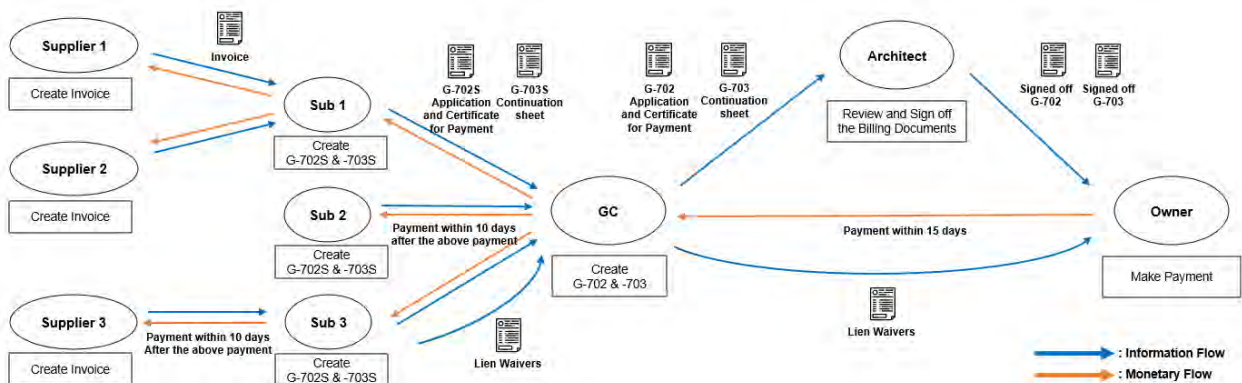 Supplier 1
Create Invoice
Invoice
Supplier 2
Create Invoice
Sub 1
Create
G-702S & -703S
G-702S
Application
and Certificate
for Payment
G-703S
Continuation
sheet
Sub 2
Create
G-702S & -703S
Payment within 10 days
after the above payment
Supplier 3
Create Invoice
Payment within 10 days
After the above payment
Sub 3
Create
G-702S & -703S
Lien Waivers
GC
Create
G-702 & -703
G-702
Application
and Certificate
for Payment
G-703
Continuation
sheet
Architect
Review and Sign off
the Billing Documents
Signed off
G-702
Signed off
G-703
Payment within 15 days
Owner
Make Payment
Lien Waivers
: Information Flow
: Monetary Flow